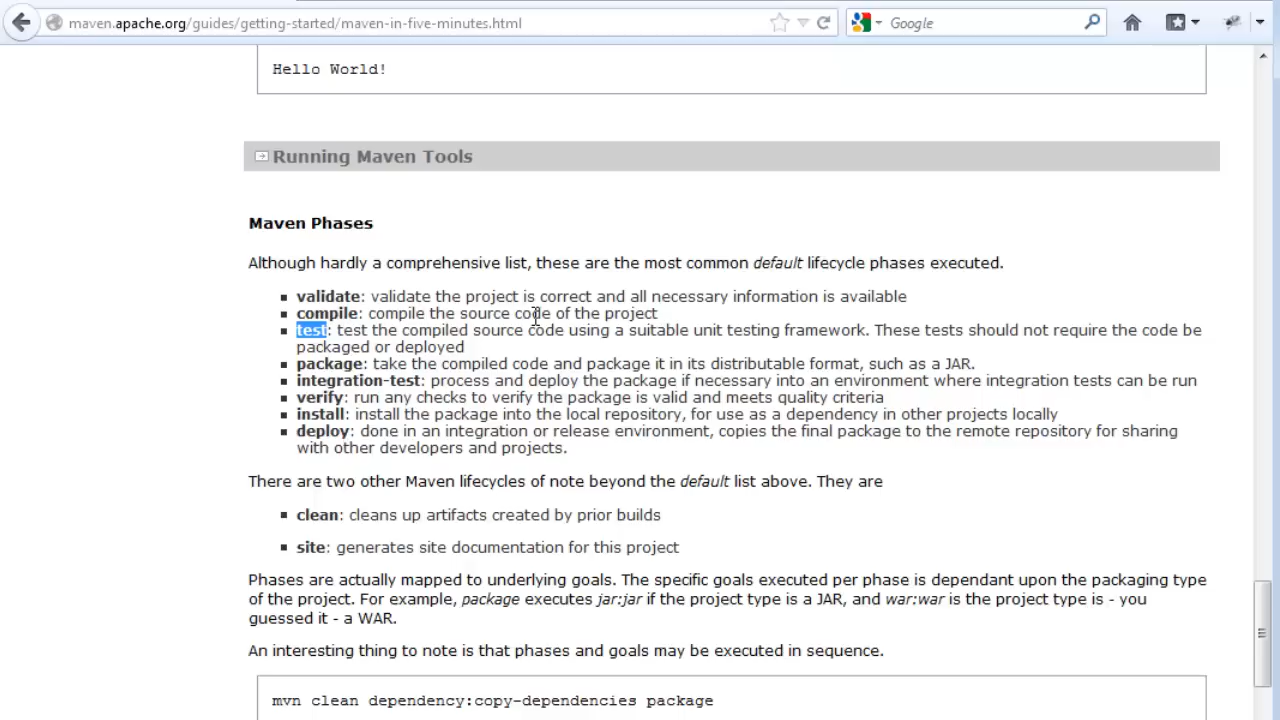 maven.apache.org/guides/getting-started/maven-in-five-minutes.html
Google
Hello World!
Running Maven Tools
Maven Phases
Although hardly a comprehensive list, these are the most common default lifecycle phases executed.
validate: validate the project is correct and all necessary information is available
compile: compile the source code of the project
test: test the compiled source code using a suitable unit testing framework. These tests should not require the code be
packaged or deployed
package: take the compiled code and package it in its distributable format, such as a JAR.
integration-test: process and deploy the package if necessary into an environment where integration tests can be run
verify: run any checks to verify the package is valid and meets quality criteria
install: install the package into the local repository, for use as a dependency in other projects locally
deploy: done in an integration or release environment, copies the final package to the remote repository for sharing
with other developers and projects.
There are two other Maven lifecycles of note beyond the default list above. They are
clean: cleans up artifacts created by prior builds
site: generates site documentation for this project
Phases are actually mapped to underlying goals. The specific goals executed per phase is dependant upon the packaging type
of the project. For example, package executes jar:jar if the project type is a JAR, and war:war is the project type is - you
guessed it - a WAR.
An interesting thing to note is that phases and goals may be executed in sequence.
mvn clean dependency:copy-dependencies package